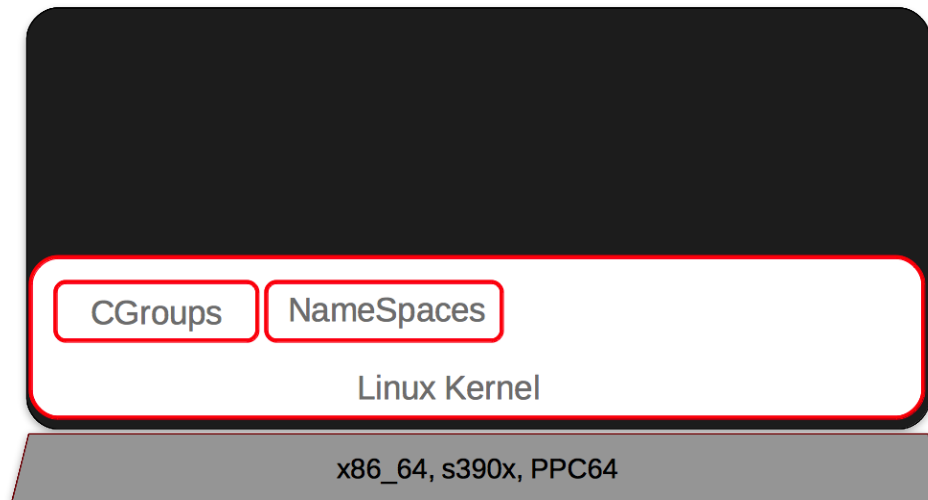 CGroups
NameSpaces
Linux Kernel
x86_64, s390x, PPC64